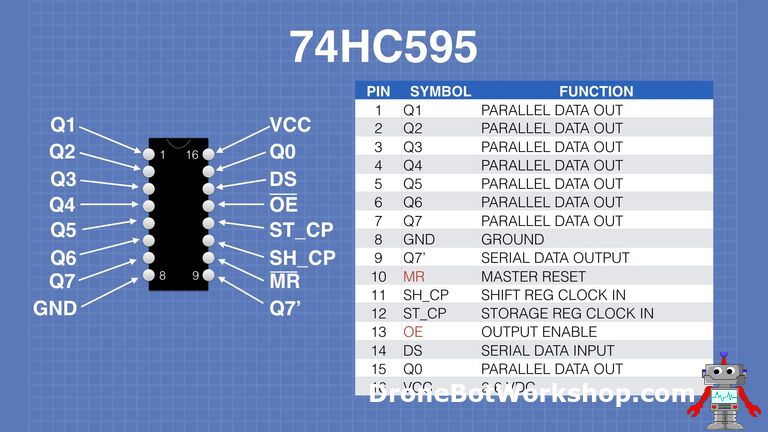 74HC595
Q1
Q2
Q3
Q4
Q5
Q6
Q7
GND
1 16
8 9
VCC
Q0
DS
OE
ST_CP
SH_CP
MR
Q7’
PIN SYMBOL FUNCTION
1 Q1 PARALLEL DATA OUT
2 Q2 PARALLEL DATA OUT
3 Q3 PARALLEL DATA OUT
4 Q4 PARALLEL DATA OUT
5 Q5 PARALLEL DATA OUT
6 Q6 PARALLEL DATA OUT
7 Q7 PARALLEL DATA OUT
8 GND GROUND
9 Q7’ SERIAL DATA OUTPUT
10 MR MASTER RESET
11 SH_CP SHIFT REG CLOCK IN
12 ST_CP STORAGE REG CLOCK IN
13 OE OUTPUT ENABLE
14 DS SERIAL DATA INPUT
15 Q0 PARALLEL DATA OUT
16 VCC VDC
DroneBotWorkshop.com